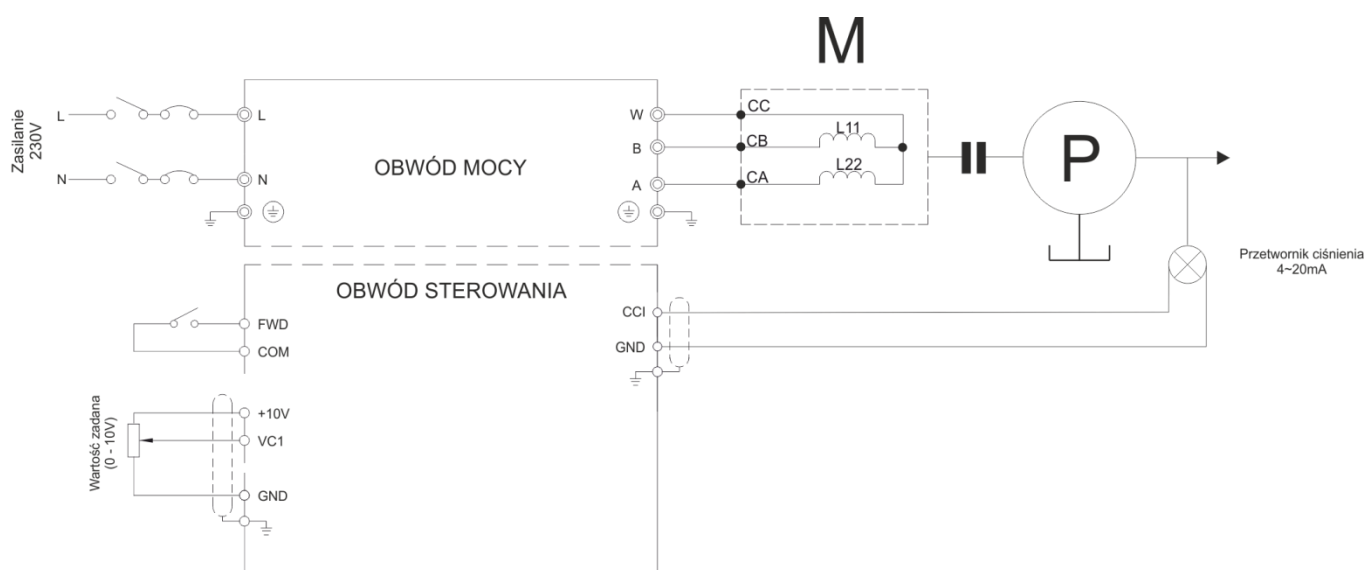 M
Zasilanie
230V
L
L
N
N
OBWÓD MOCY
W
B
A
CC
CB
CA
L11
L22
P
Przetwornik ciśnienia
4~20mA
OBWÓD STEROWANIA
FWD
COM
CCI
GND
Wartość zadana
(0 - 10V)
+10V
VC1
GND